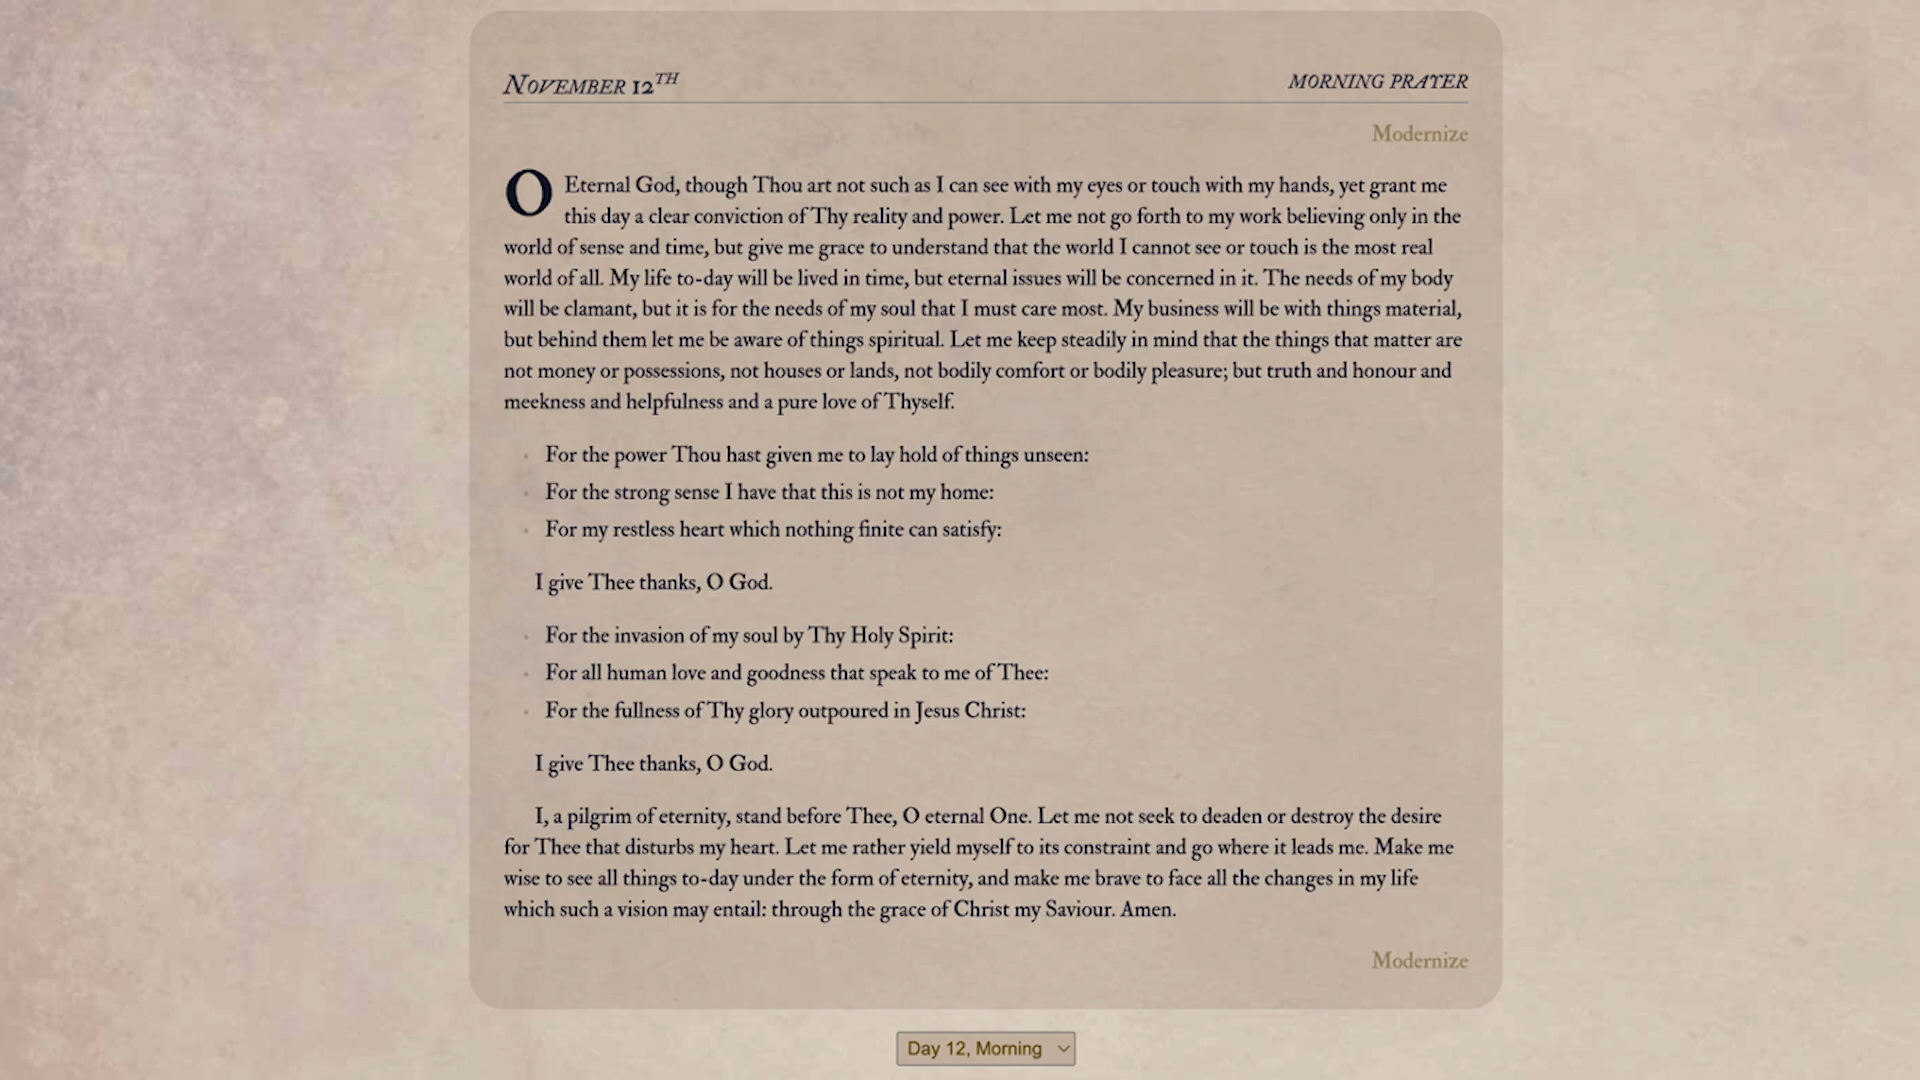 November 12TH
MORNING PRAYER
Modernize
O Eternal God, though Thou art not such as I can see with my eyes or touch with my hands, yet grant me
this day a clear conviction of Thy reality and power. Let me not go forth to my work believing only in the
world of sense and time, but give me grace to understand that the world I cannot see or touch is the most real
world of all. My life to-day will be lived in time, but eternal issues will be concerned in it. The needs of my body
will be clamant, but it is for the needs of my soul that I must care most. My business will be with things material,
but behind them let me be aware of things spiritual. Let me keep steadily in mind that the things that matter are
not money or possessions, not houses or lands, not bodily comfort or bodily pleasure; but truth and honour and
meekness and helpfulness and a pure love of Thyself.
For the power Thou hast given me to lay hold of things unseen:
For the strong sense I have that this is not my home:
For my restless heart which nothing finite can satisfy:
I give Thee thanks, O God.
For the invasion of my soul by Thy Holy Spirit:
For all human love and goodness that speak to me of Thee:
For the fullness of Thy glory outpoured in Jesus Christ:
I give Thee thanks, O God.
I, a pilgrim of eternity, stand before Thee, O eternal One. Let me not seek to deaden or destroy the desire
for Thee that disturbs my heart. Let me rather yield myself to its constraint and go where it leads me. Make me
wise to see all things to-day under the form of eternity, and make me brave to face all the changes in my life
which such a vision may entail: through the grace of Christ my Saviour. Amen.
Modernize
Day 12, Morning